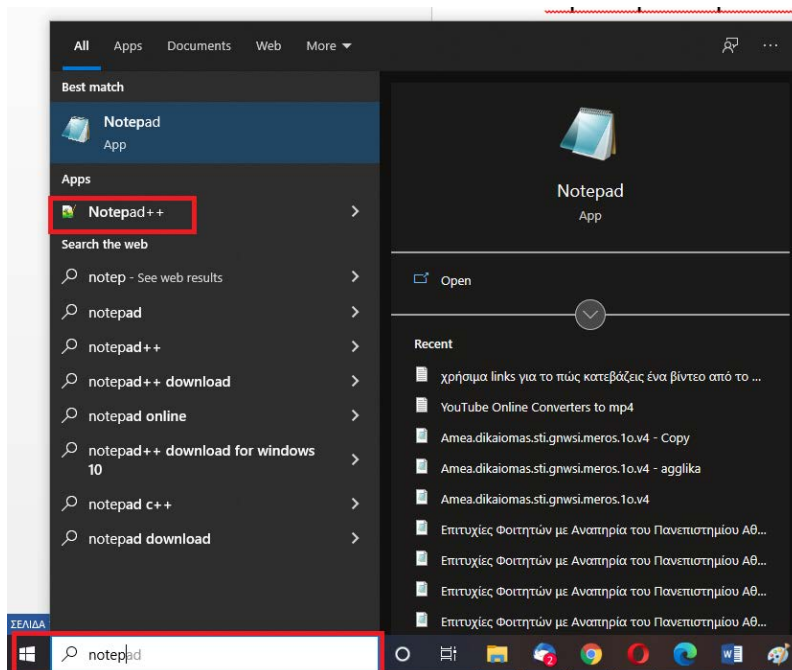 All Apps Documents Web More
Best match
Notepad
App
Apps
Notepad++
Search the web
notep - See web results
notepad
notepad++
notepad++ download
notepad online
notepad++ download for windows
10
notepad c++
notepad download
Notepad
App
Open
Recent
χρήσιμα links για το πώς κατεβάζεις ένα βίντεο από το ...
YouTube Online Converters to mp4
Amea.dikaiomas.sti.gnwsi.meros.1o.v4 - Copy
Amea.dikaiomas.sti.gnwsi.meros.1o.v4 - agglika
Amea.dikaiomas.sti.gnwsi.meros.1o.v4
Επιτυχίες Φοιτητών με Αναπηρία του Πανεπιστημίου Αθ...
Επιτυχίες Φοιτητών με Αναπηρία του Πανεπιστημίου Αθ...
Επιτυχίες Φοιτητών με Αναπηρία του Πανεπιστημίου Αθ...
Επιτυχίες Φοιτητών με Αναπηρία του Πανεπιστημίου Αθ...
ΣΕΛΙΔΑ
notepad
2